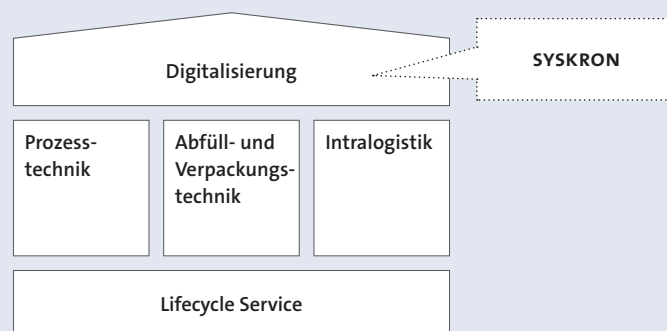 Digitalisierung
SYSKRON
Prozess-
technik
Abfüll- und
Verpackungs-
technik
Intralogistik
Lifecycle Service